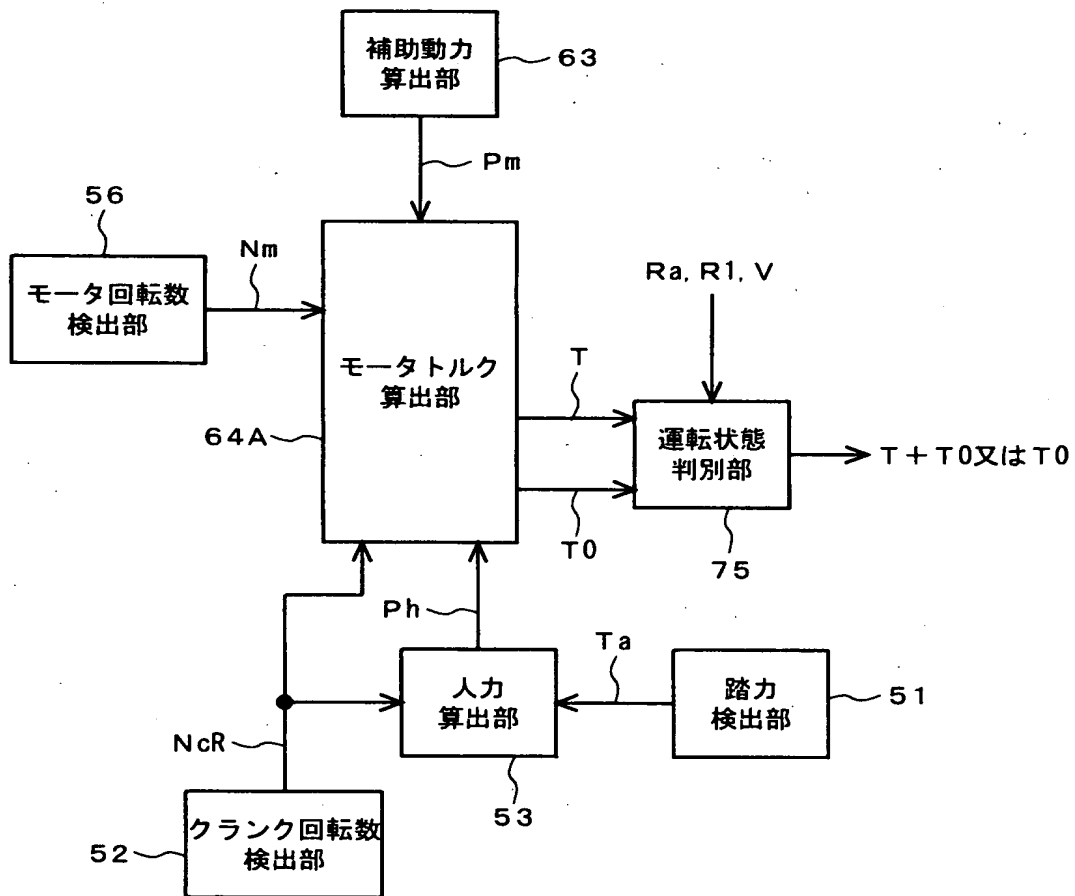 補助動力
算出部
63
Pm
56
Nm
モータ回転数
検出部
Ra, R1, V
モータトルク
算出部
64A
T
運転状態
判別部
T+T0又はT0
T0
75
Ph
Ta
人力
算出部
踏力
検出部
51
NcR
53
クランク回転数
検出部
52